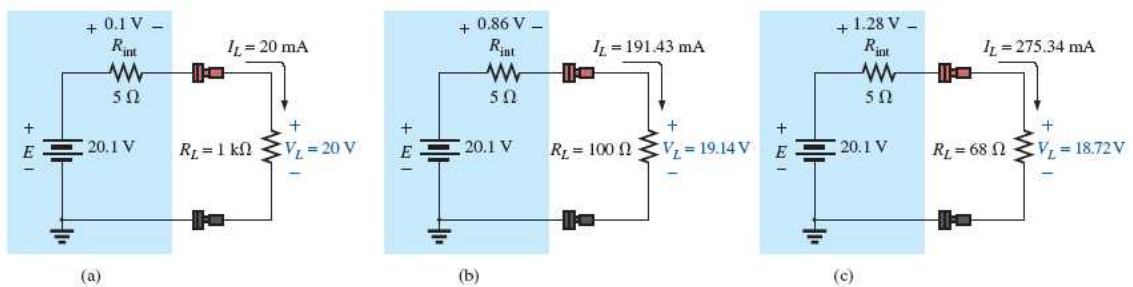 + 0.1 V −
R_int
I_L = 20 mA
5 Ω
+
E
−
20.1 V
R_L = 1 kΩ
+
V_L = 20 V
−
(a)
+ 0.86 V −
R_int
I_L = 191.43 mA
5 Ω
+
E
−
20.1 V
R_L = 100 Ω
+
V_L = 19.14 V
−
(b)
+ 1.28 V −
R_int
I_L = 275.34 mA
5 Ω
+
E
−
20.1 V
R_L = 68 Ω
+
V_L = 18.72 V
−
(c)